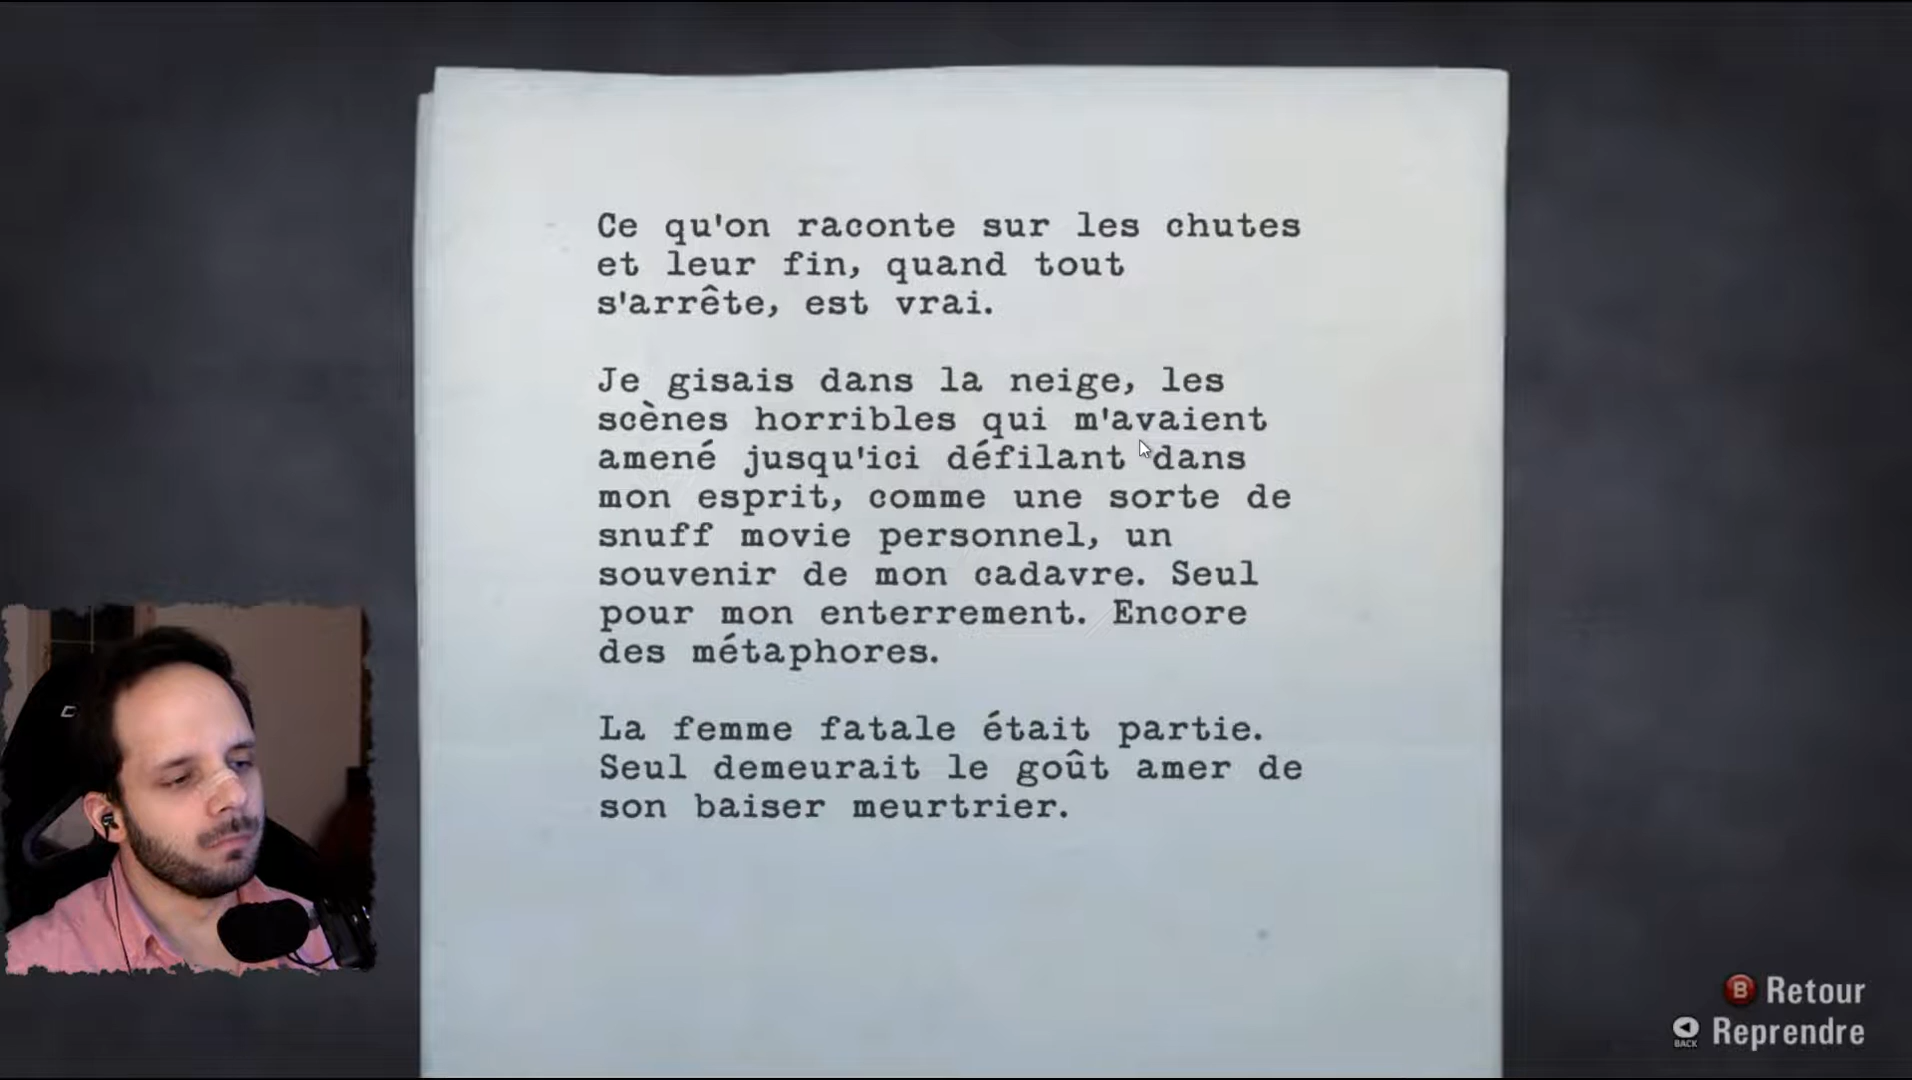 Ce qu'on raconte sur les chutes
et leur fin, quand tout
s'arrête, est vrai.
Je gisais dans la neige, les
scènes horribles qui m'avaient
amené jusqu'ici défilant dans
mon esprit, comme une sorte de
snuff movie personnel, un
souvenir de mon cadavre. Seul
pour mon enterrement. Encore
des métaphores.
La femme fatale était partie.
Seul demeurait le goût amer de
son baiser meurtrier.
B Retour
BACK Reprendre